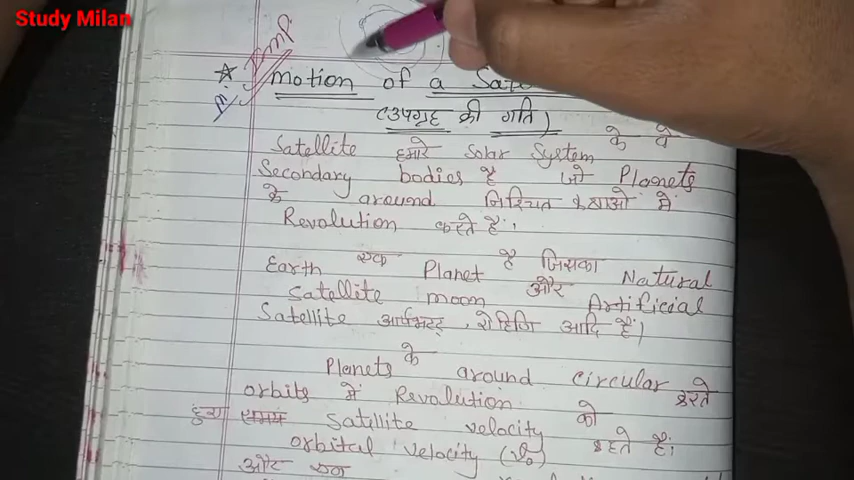 Study Milan
Imp
motion of a
(उपग्रह की गति)
Satellite हमारे Solar System के वे
Secondary bodies है जो Planets
के around निश्चित कक्षाओ में
Revolution करते हैं।
Earth एक Planet है जिसका Natural
Satellite moon और Artificial
Satellite आर्यभट्ट, रोहिणि आदि हैं।
Planets के around circular
orbits में Revolution करते
हुए Satellite velocity को
orbital velocity (v₀) कहते हैं।
और